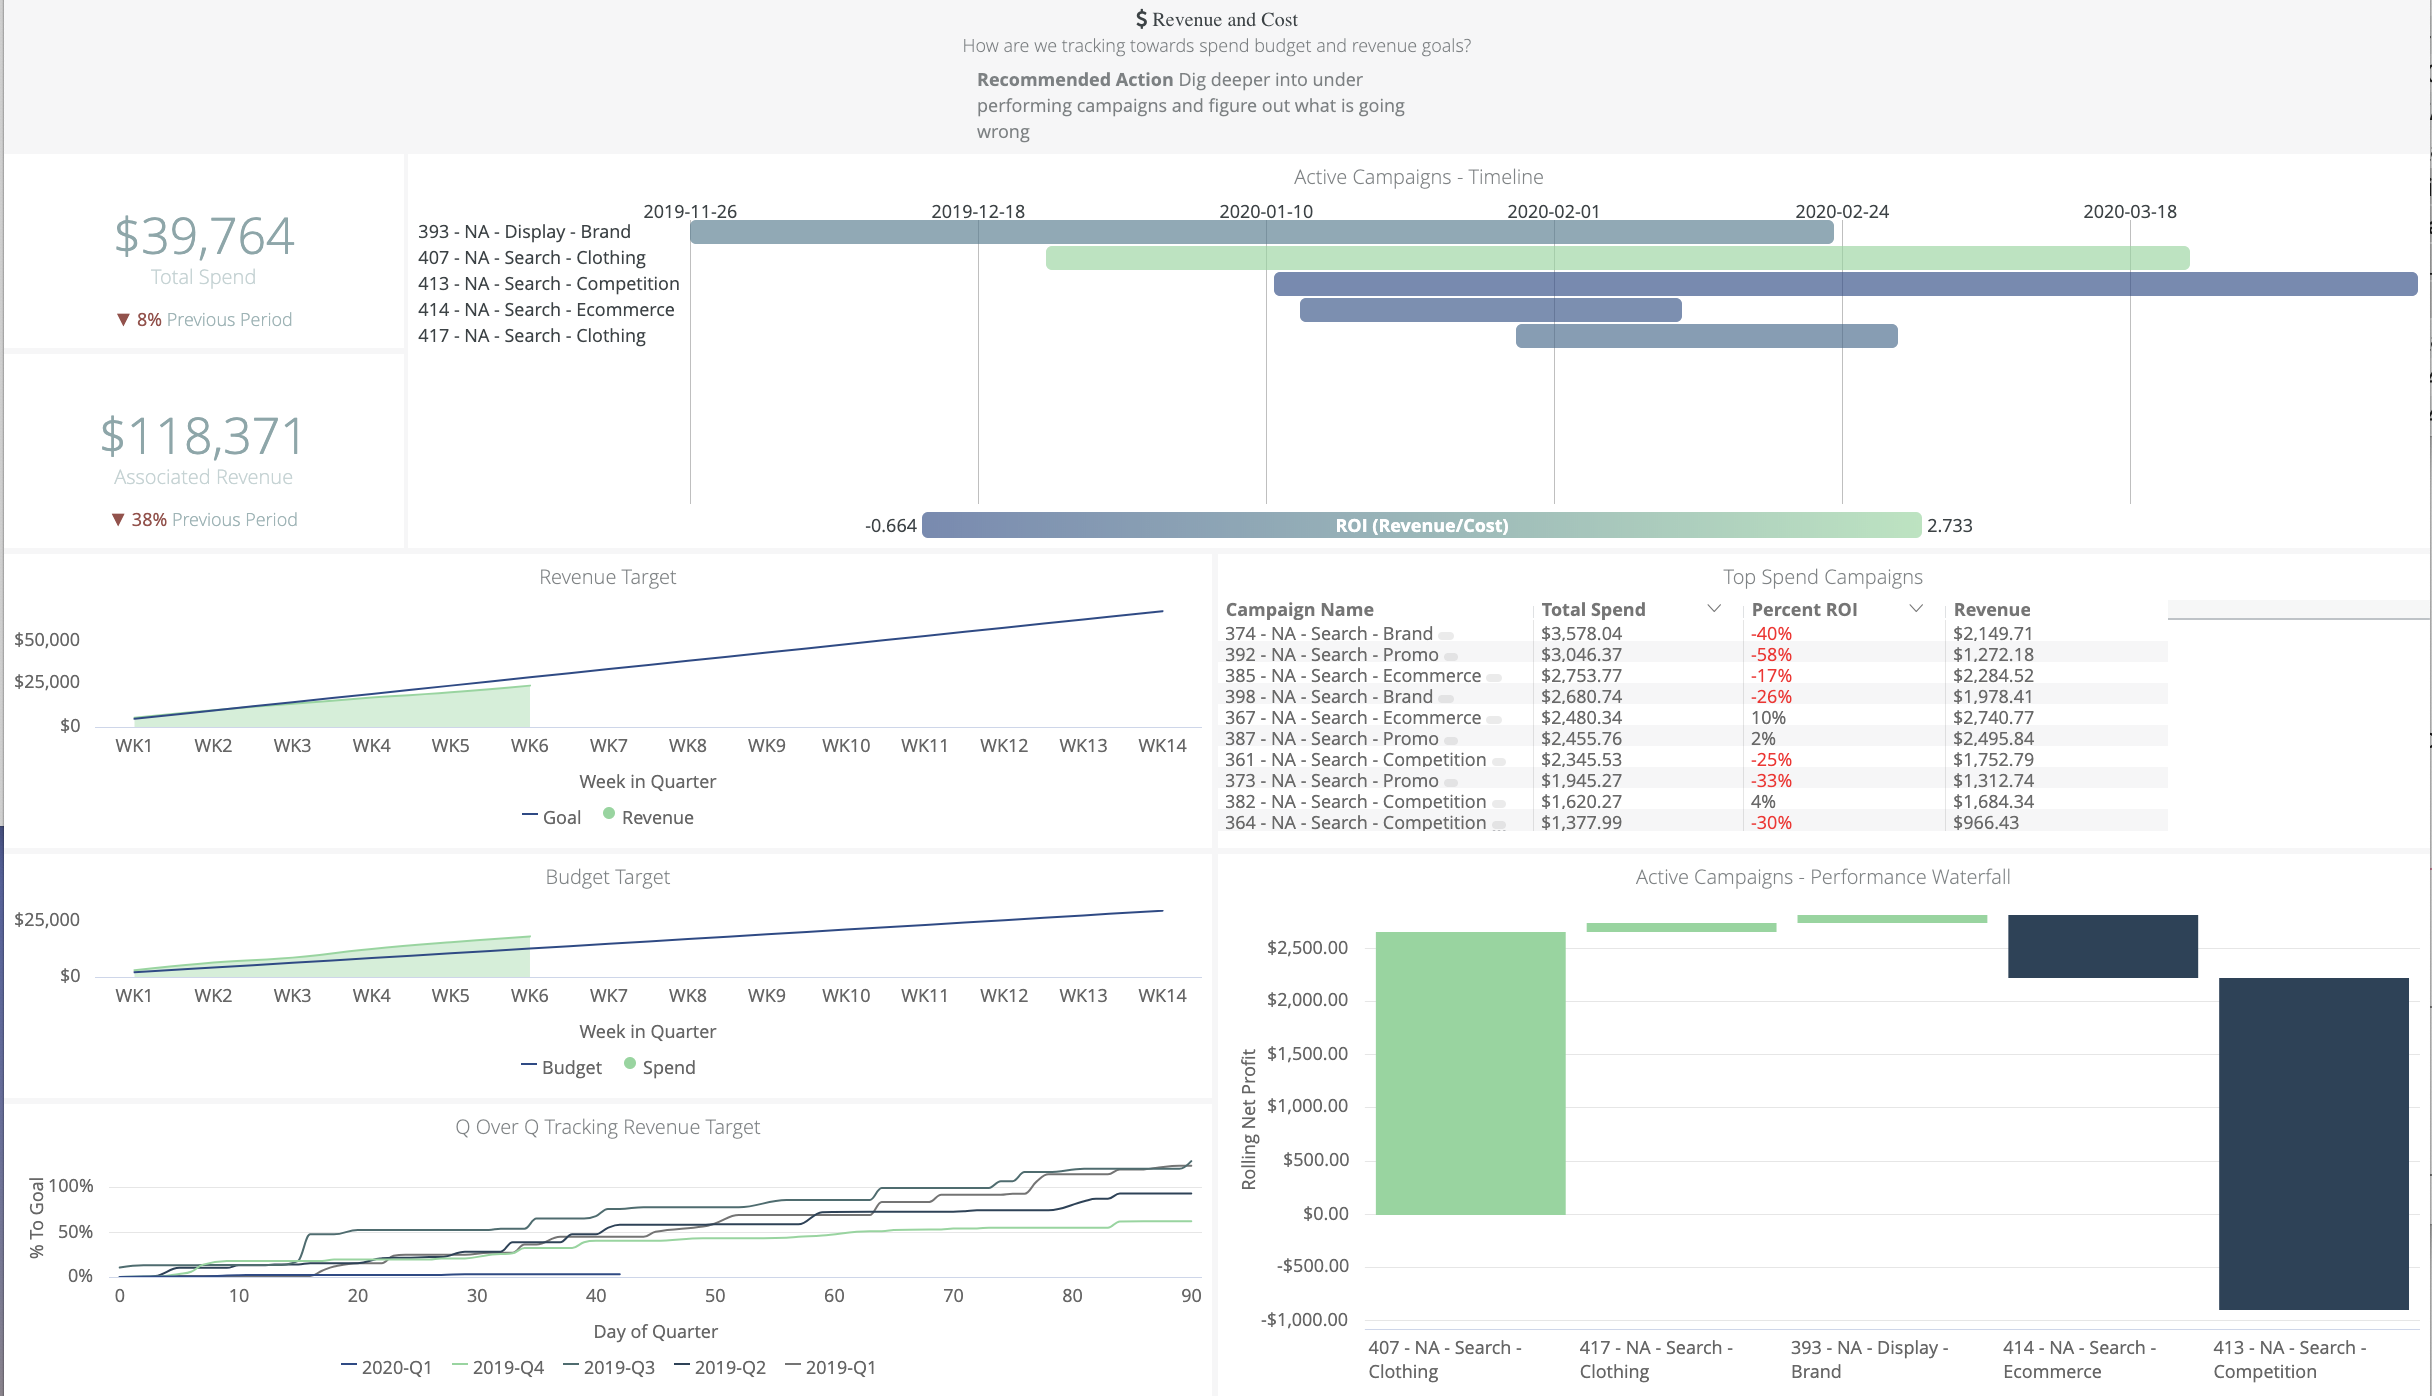 $ Revenue and Cost
How are we tracking towards spend budget and revenue goals?
Recommended Action Dig deeper into under
performing campaigns and figure out what is going
wrong
$39,764
Total Spend
▼ 8% Previous Period
$118,371
Associated Revenue
▼ 38% Previous Period
Active Campaigns - Timeline
2019-11-26 2019-12-18 2020-01-10 2020-02-01 2020-02-24 2020-03-18
393 - NA - Display - Brand
407 - NA - Search - Clothing
413 - NA - Search - Competition
414 - NA - Search - Ecommerce
417 - NA - Search - Clothing
-0.664 ROI (Revenue/Cost) 2.733
Revenue Target
$50,000
$25,000
$0
WK1 WK2 WK3 WK4 WK5 WK6 WK7 WK8 WK9 WK10 WK11 WK12 WK13 WK14
Week in Quarter
Goal Revenue
Top Spend Campaigns
Campaign Name Total Spend Percent ROI Revenue
374 - NA - Search - Brand $3,578.04 -40% $2,149.71
392 - NA - Search - Promo $3,046.37 -58% $1,272.18
385 - NA - Search - Ecommerce $2,753.77 -17% $2,284.52
398 - NA - Search - Brand $2,680.74 -26% $1,978.41
367 - NA - Search - Ecommerce $2,480.34 10% $2,740.77
387 - NA - Search - Promo $2,455.76 2% $2,495.84
361 - NA - Search - Competition $2,345.53 -25% $1,752.79
373 - NA - Search - Promo $1,945.27 -33% $1,312.74
382 - NA - Search - Competition $1,620.27 4% $1,684.34
364 - NA - Search - Competition $1,377.99 -30% $966.43
Budget Target
$25,000
$0
WK1 WK2 WK3 WK4 WK5 WK6 WK7 WK8 WK9 WK10 WK11 WK12 WK13 WK14
Week in Quarter
Budget Spend
Q Over Q Tracking Revenue Target
% To Goal
100%
50%
0%
0 10 20 30 40 50 60 70 80 90
Day of Quarter
2020-Q1 2019-Q4 2019-Q3 2019-Q2 2019-Q1
Active Campaigns - Performance Waterfall
Rolling Net Profit
$2,500.00
$2,000.00
$1,500.00
$1,000.00
$500.00
$0.00
-$500.00
-$1,000.00
407 - NA - Search - Clothing
417 - NA - Search - Clothing
393 - NA - Display - Brand
414 - NA - Search - Ecommerce
413 - NA - Search - Competition